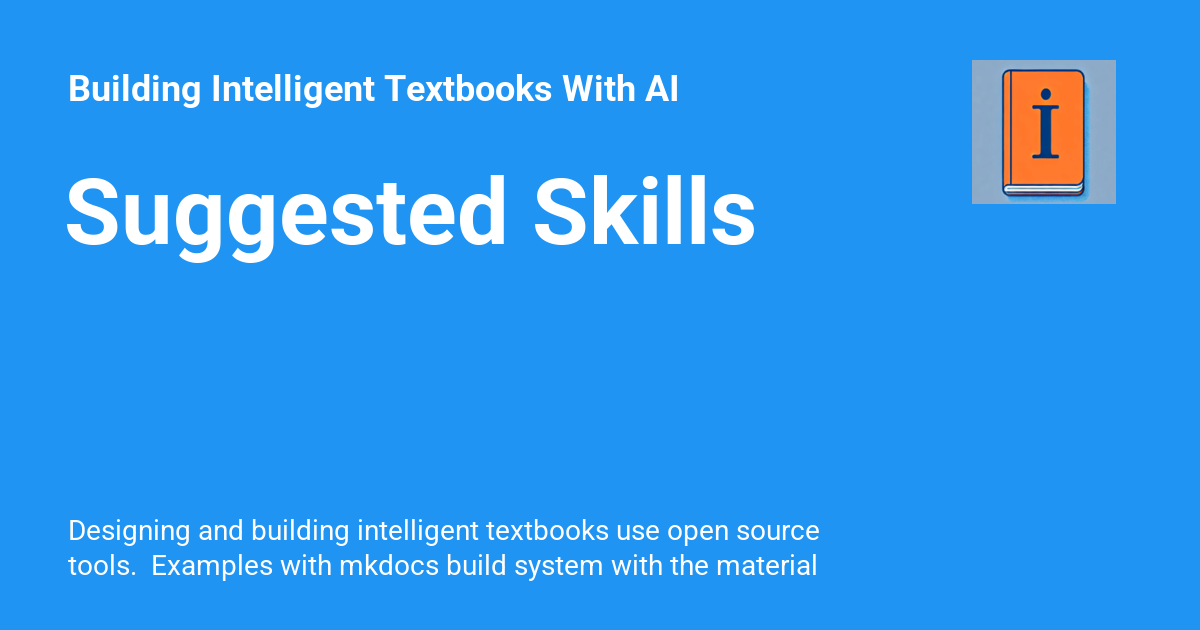 Building Intelligent Textbooks With AI
i
Suggested Skills
Designing and building intelligent textbooks use open source
tools.  Examples with mkdocs build system with the material